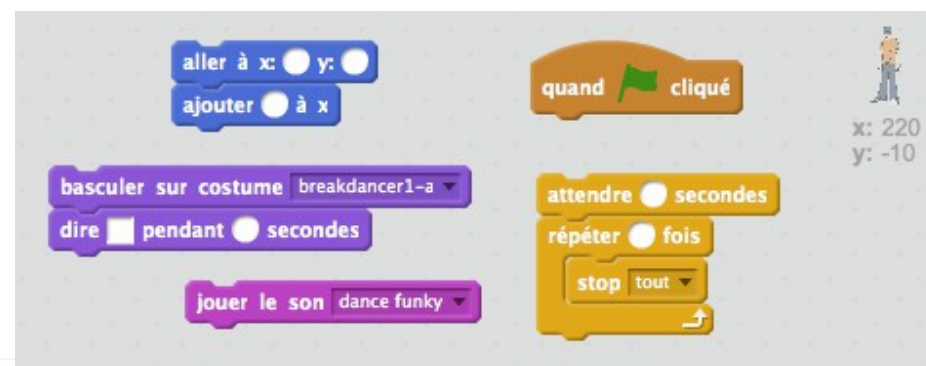 aller à x: y:
ajouter à x
quand cliqué
x: 220
y: -10
basculer sur costume breakdancer1-a
dire pendant secondes
attendre secondes
répéter fois
stop tout
jouer le son dance funky